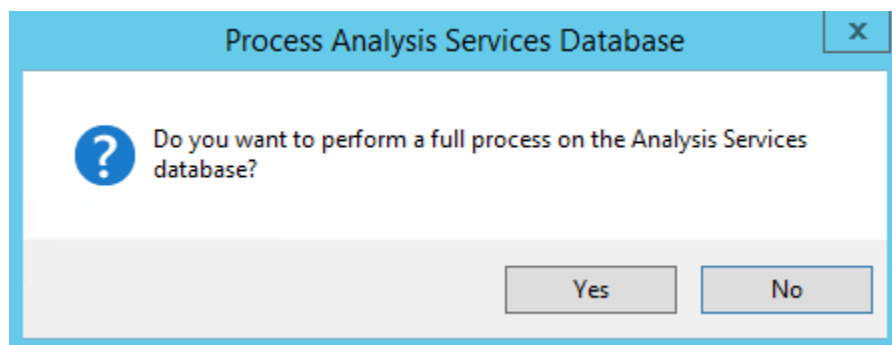 Process Analysis Services Database
x
Do you want to perform a full process on the Analysis Services
database?
Yes
No